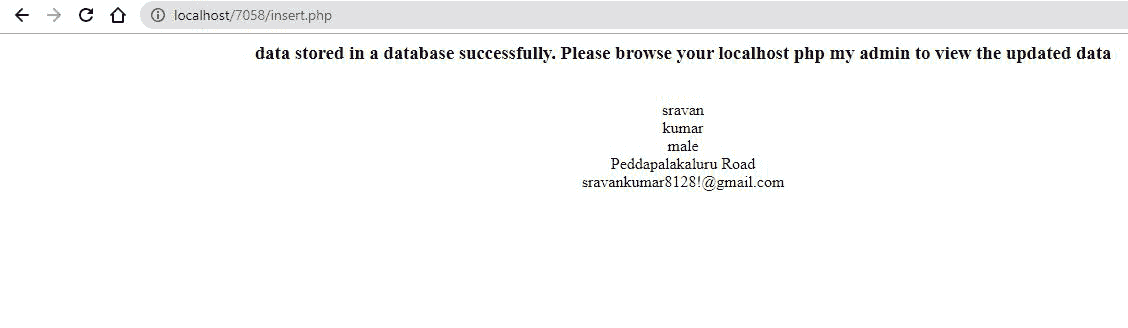 localhost/7058/insert.php
data stored in a database successfully. Please browse your localhost php my admin to view the updated data
sravan
kumar
male
Peddapalakaluru Road
sravankumar8128!@gmail.com